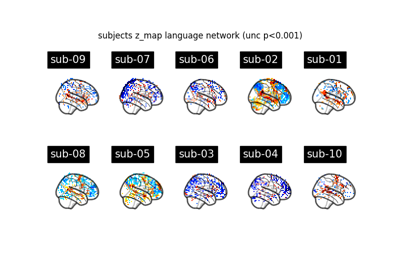 subjects z_map language network (unc p<0.001)
sub-09 sub-07 sub-06 sub-02 sub-01
sub-08 sub-05 sub-03 sub-04 sub-10